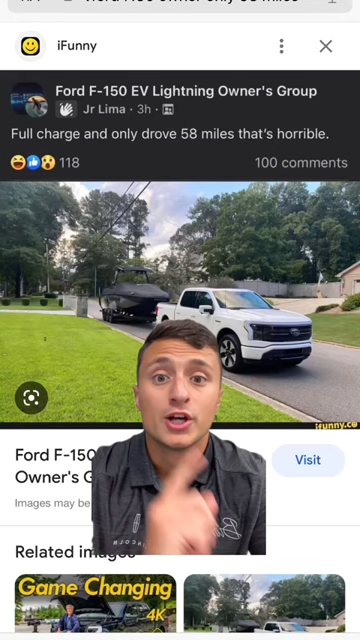 iFunny
Ford F-150 EV Lightning Owner's Group
Jr Lima · 3h ·
Full charge and only drove 58 miles that's horrible.
118
100 comments
ifunny.co
Ford F-150
Owner's G
Visit
Images may be
Related images
Game Changing
4K